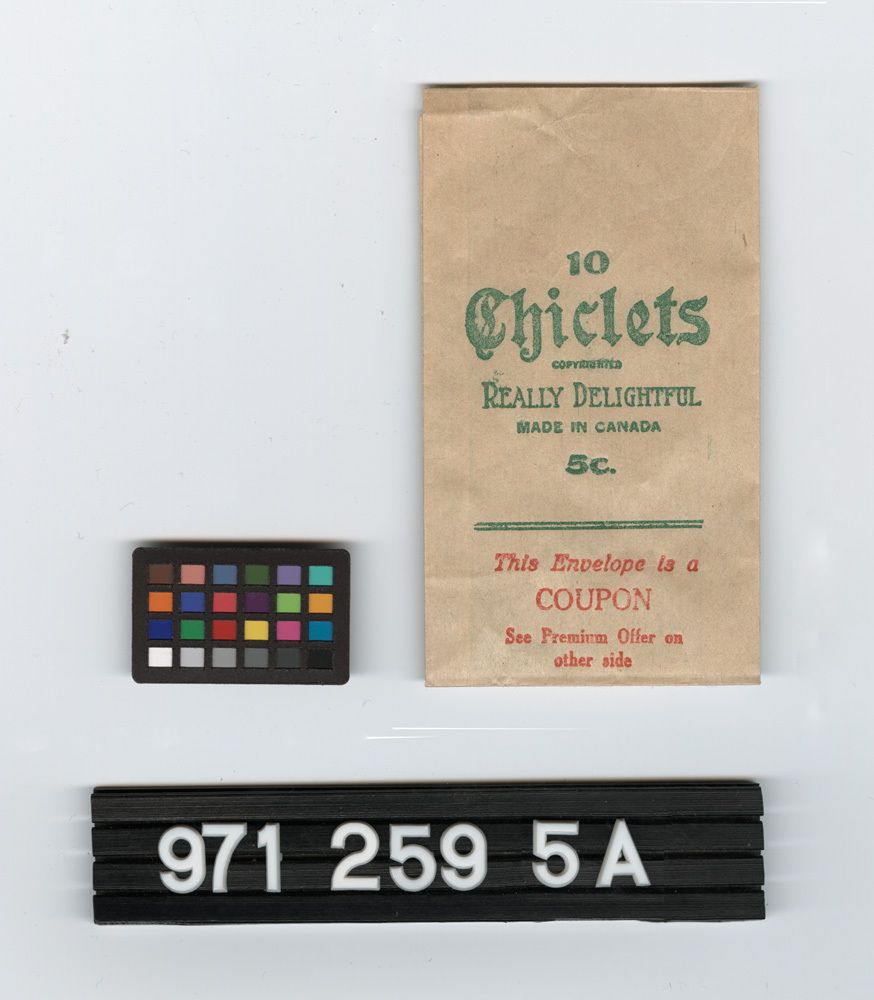 10
Chiclets
COPYRIGHTED
REALLY DELIGHTFUL
MADE IN CANADA
5C.
This Envelope is a
COUPON
See Premium Offer on
other side
971 259 5A